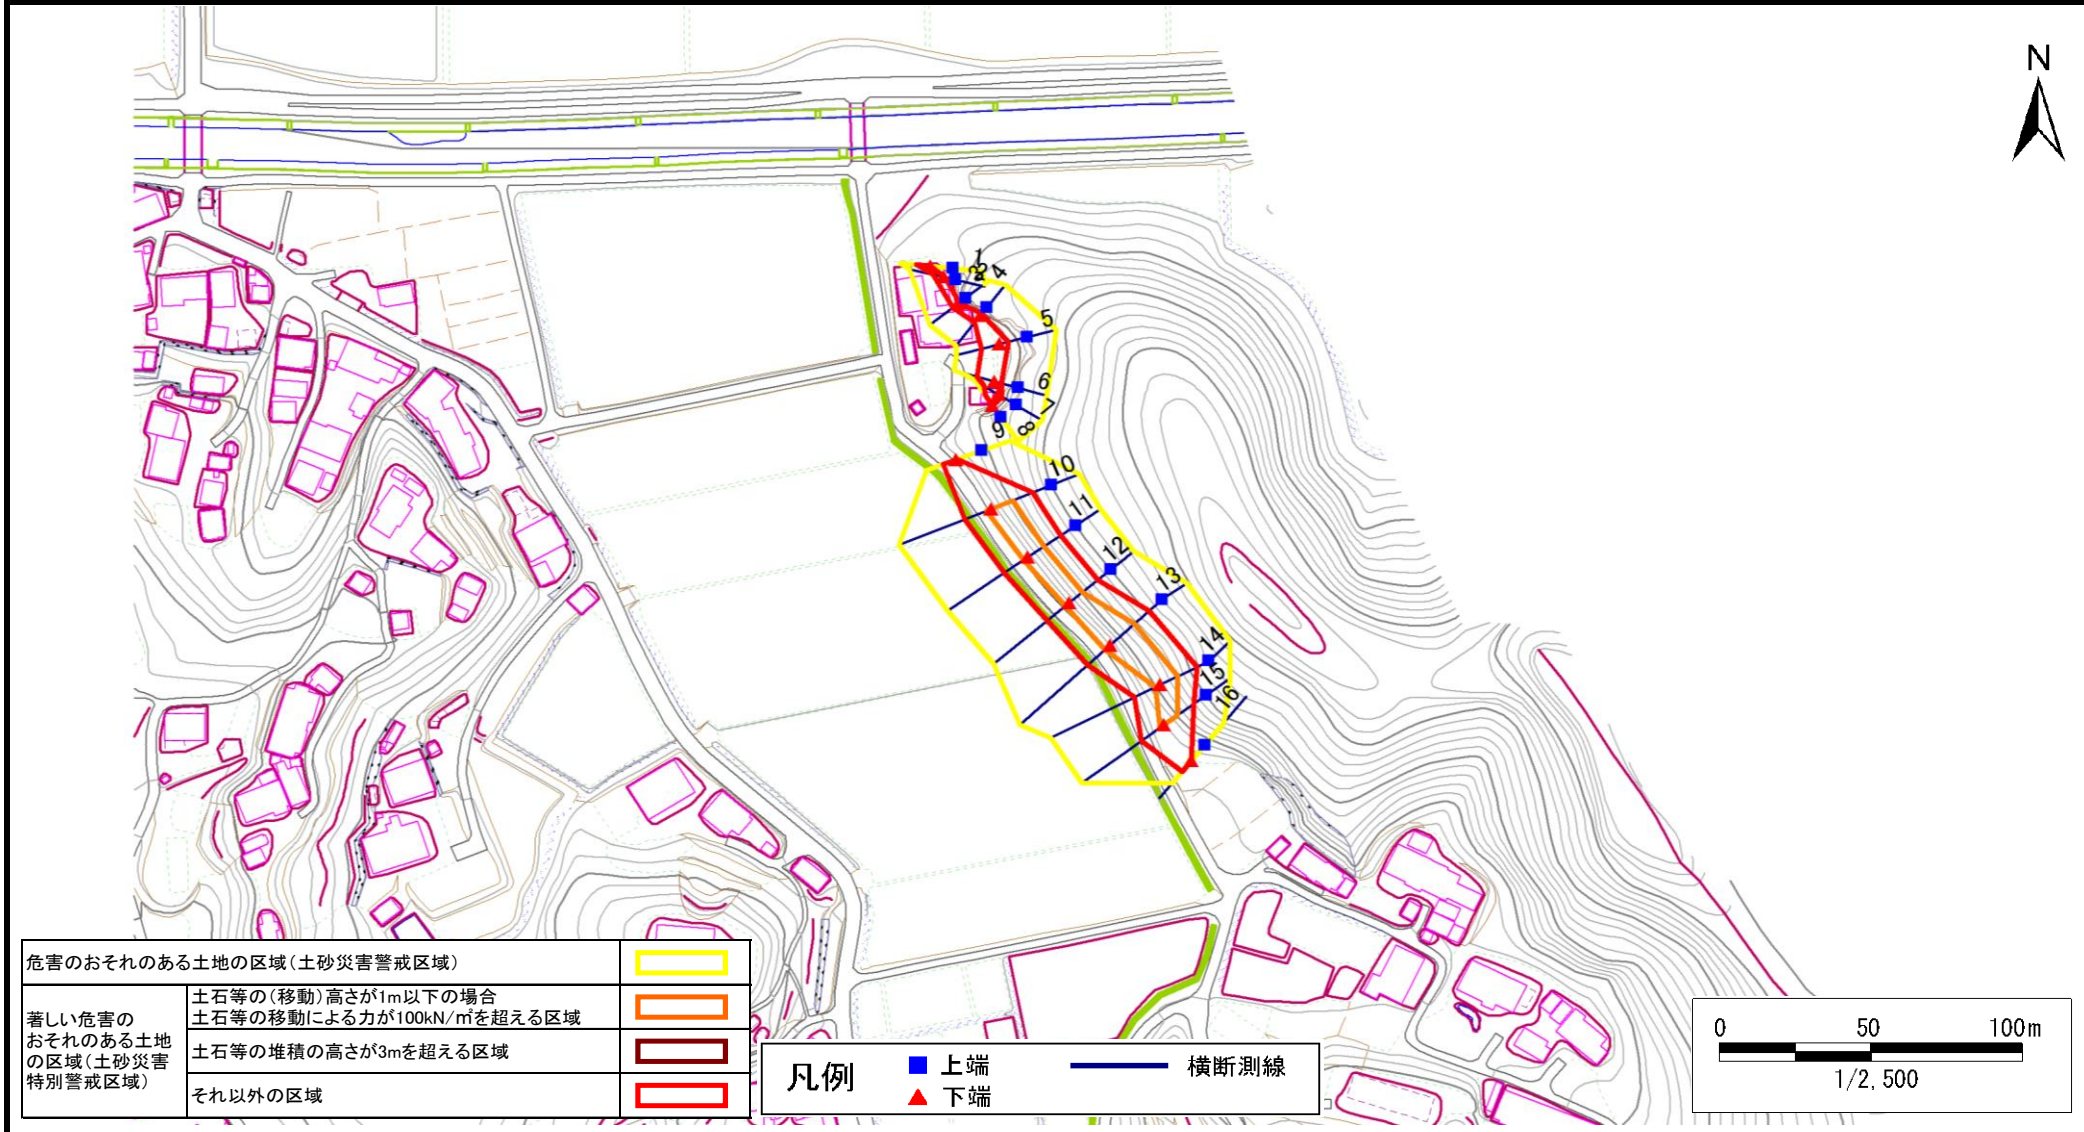 N
1
2
3
4
5
6
7
8
9
10
11
12
13
14
15
16
危害のおそれのある土地の区域(土砂災害警戒区域)
著しい危害の
おそれのある土地
の区域(土砂災害
特別警戒区域)
土石等の(移動)高さが1m以下の場合
土石等の移動による力が100kN/㎡を超える区域
土石等の堆積の高さが3mを超える区域
それ以外の区域
凡例
上端
下端
横断測線
0 50 100m
1/2,500